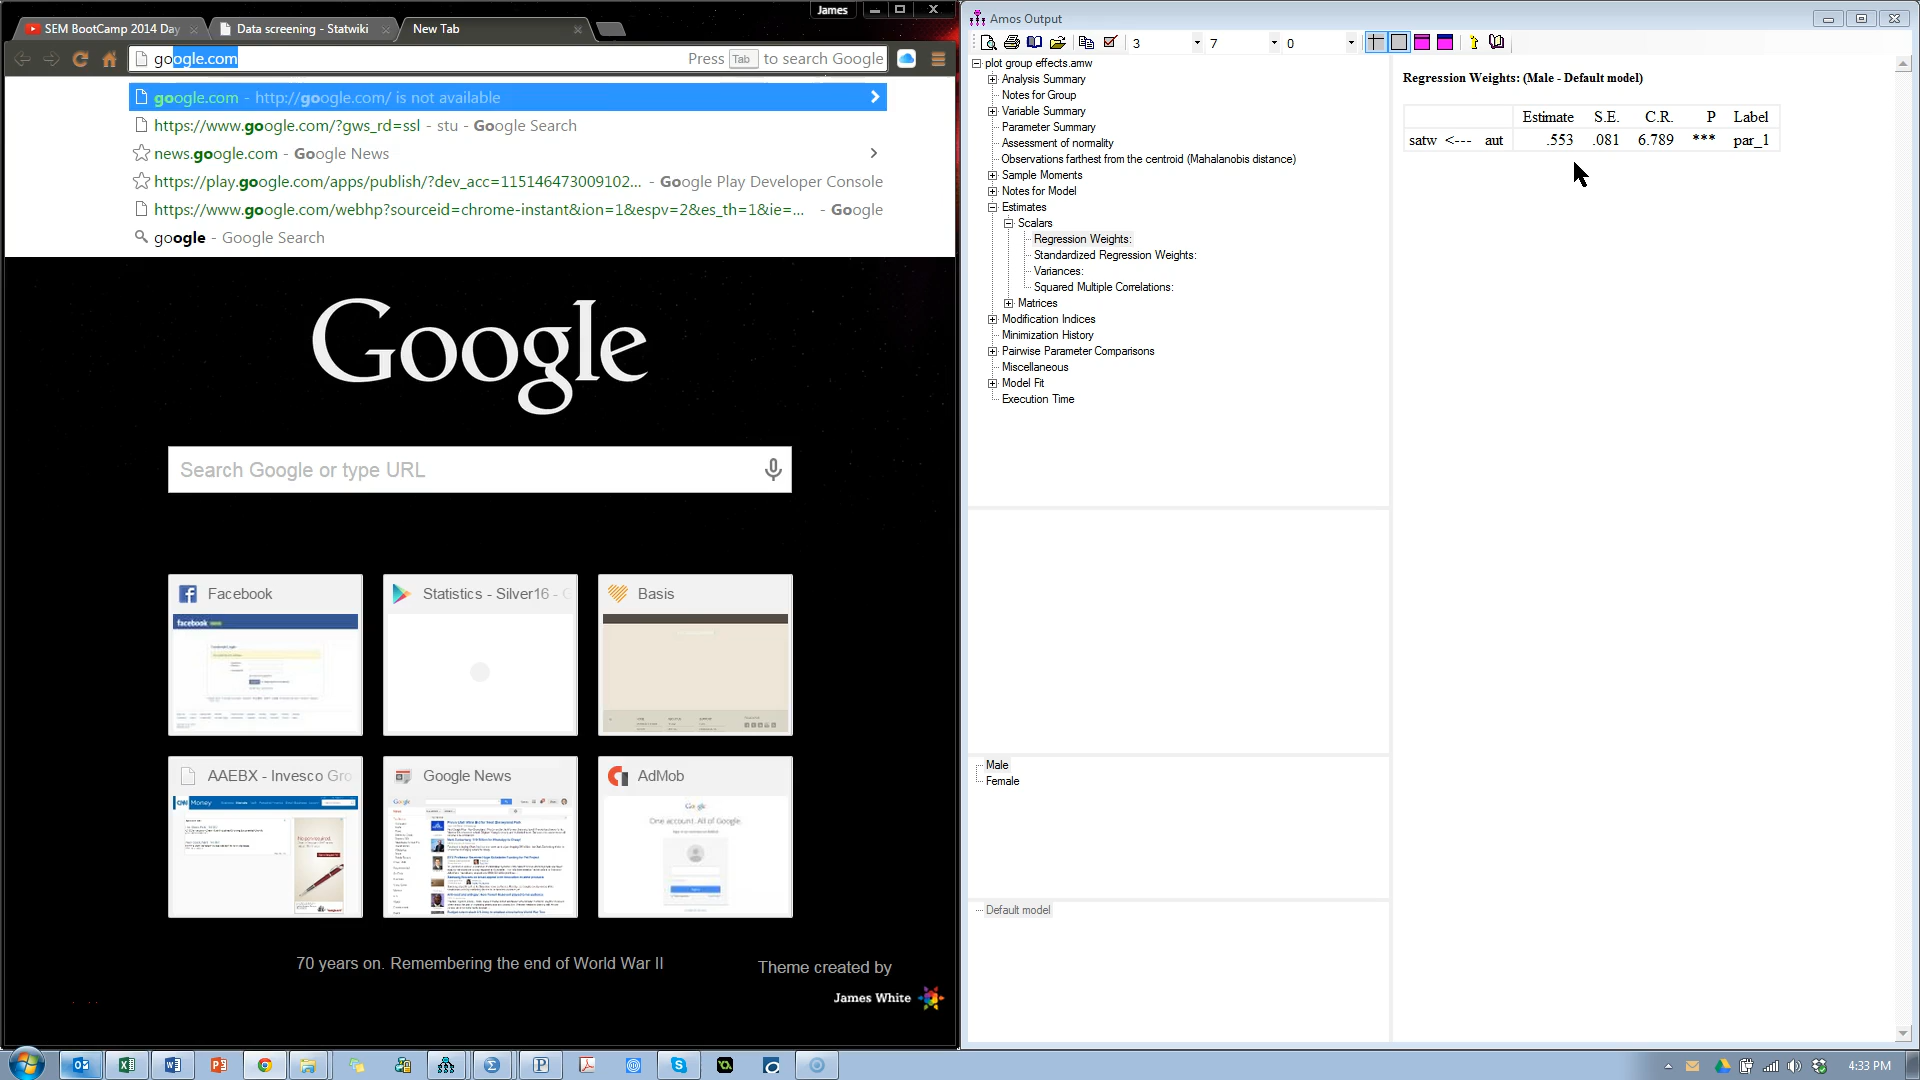 James
SEM BootCamp 2014 Day
Data screening - Statwiki
New Tab
google.com
Press Tab to search Google
google.com - http://google.com/ is not available
https://www.google.com/?gws_rd=ssl - stu - Google Search
news.google.com - Google News
https://play.google.com/apps/publish/?dev_acc=115146473009102... - Google Play Developer Console
https://www.google.com/webhp?sourceid=chrome-instant&ion=1&espv=2&es_th=1&ie=... - Google
google - Google Search
Google
Search Google or type URL
Facebook
Statistics - Silver16 - G
Basis
facebook
AAEBX - Invesco Gro
Google News
AdMob
Money
Google
One account. All of Google.
70 years on. Remembering the end of World War II
Theme created by
James White
Amos Output
3
7
0
plot group effects.amw
Analysis Summary
Notes for Group
Variable Summary
Parameter Summary
Assessment of normality
Observations farthest from the centroid (Mahalanobis distance)
Sample Moments
Notes for Model
Estimates
Scalars
Regression Weights:
Standardized Regression Weights:
Variances:
Squared Multiple Correlations:
Matrices
Modification Indices
Minimization History
Pairwise Parameter Comparisons
Miscellaneous
Model Fit
Execution Time
Male
Female
Default model
Regression Weights: (Male - Default model)
Estimate S.E. C.R. P Label
satw <--- aut .553 .081 6.789 *** par_1
4:33 PM